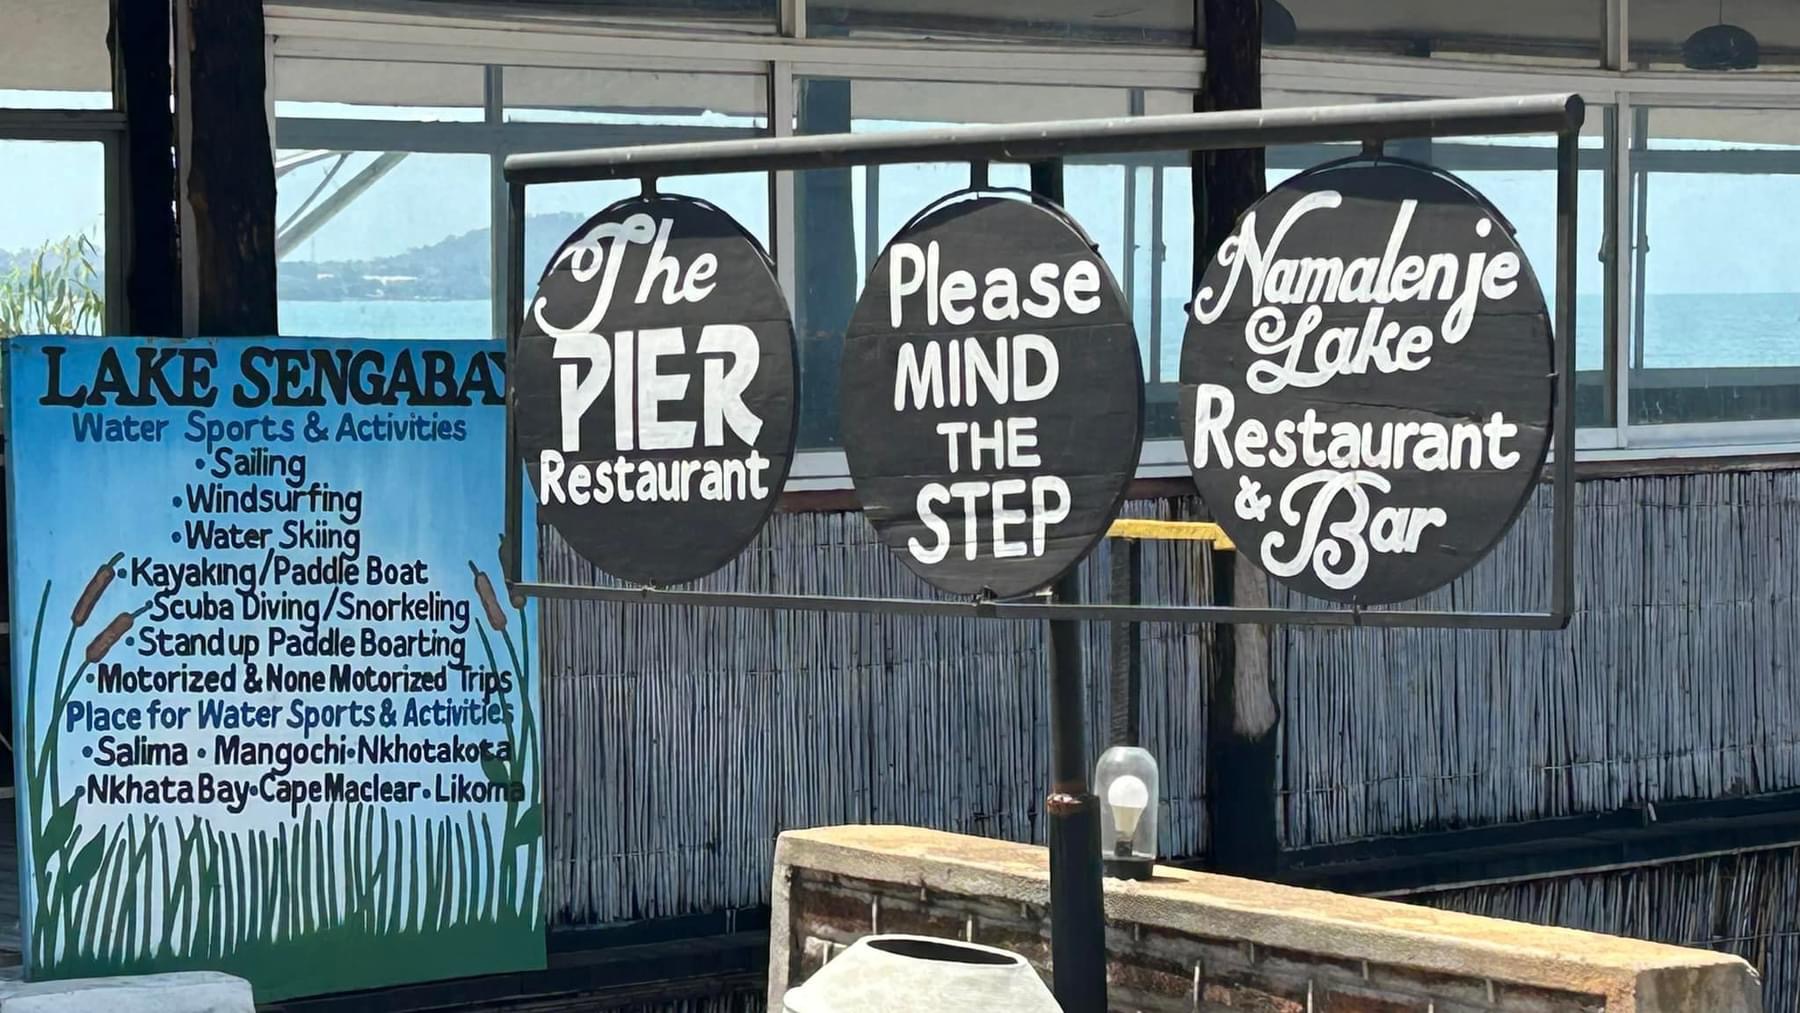 LAKE SENGABAY
Water Sports & Activities
• Sailing
• Windsurfing
• Water Skiing
• Kayaking/Paddle Boat
• Scuba Diving/Snorkeling
• Standup Paddle Boarting
• Motorized & None Motorized Trips
Place for Water Sports & Activities
• Salima • Mangochi • Nkhotakota
• Nkhata Bay • Cape Maclear • Likoma
The
PIER
Restaurant
Please
MIND
THE
STEP
Namalenje
Lake
Restaurant
& Bar